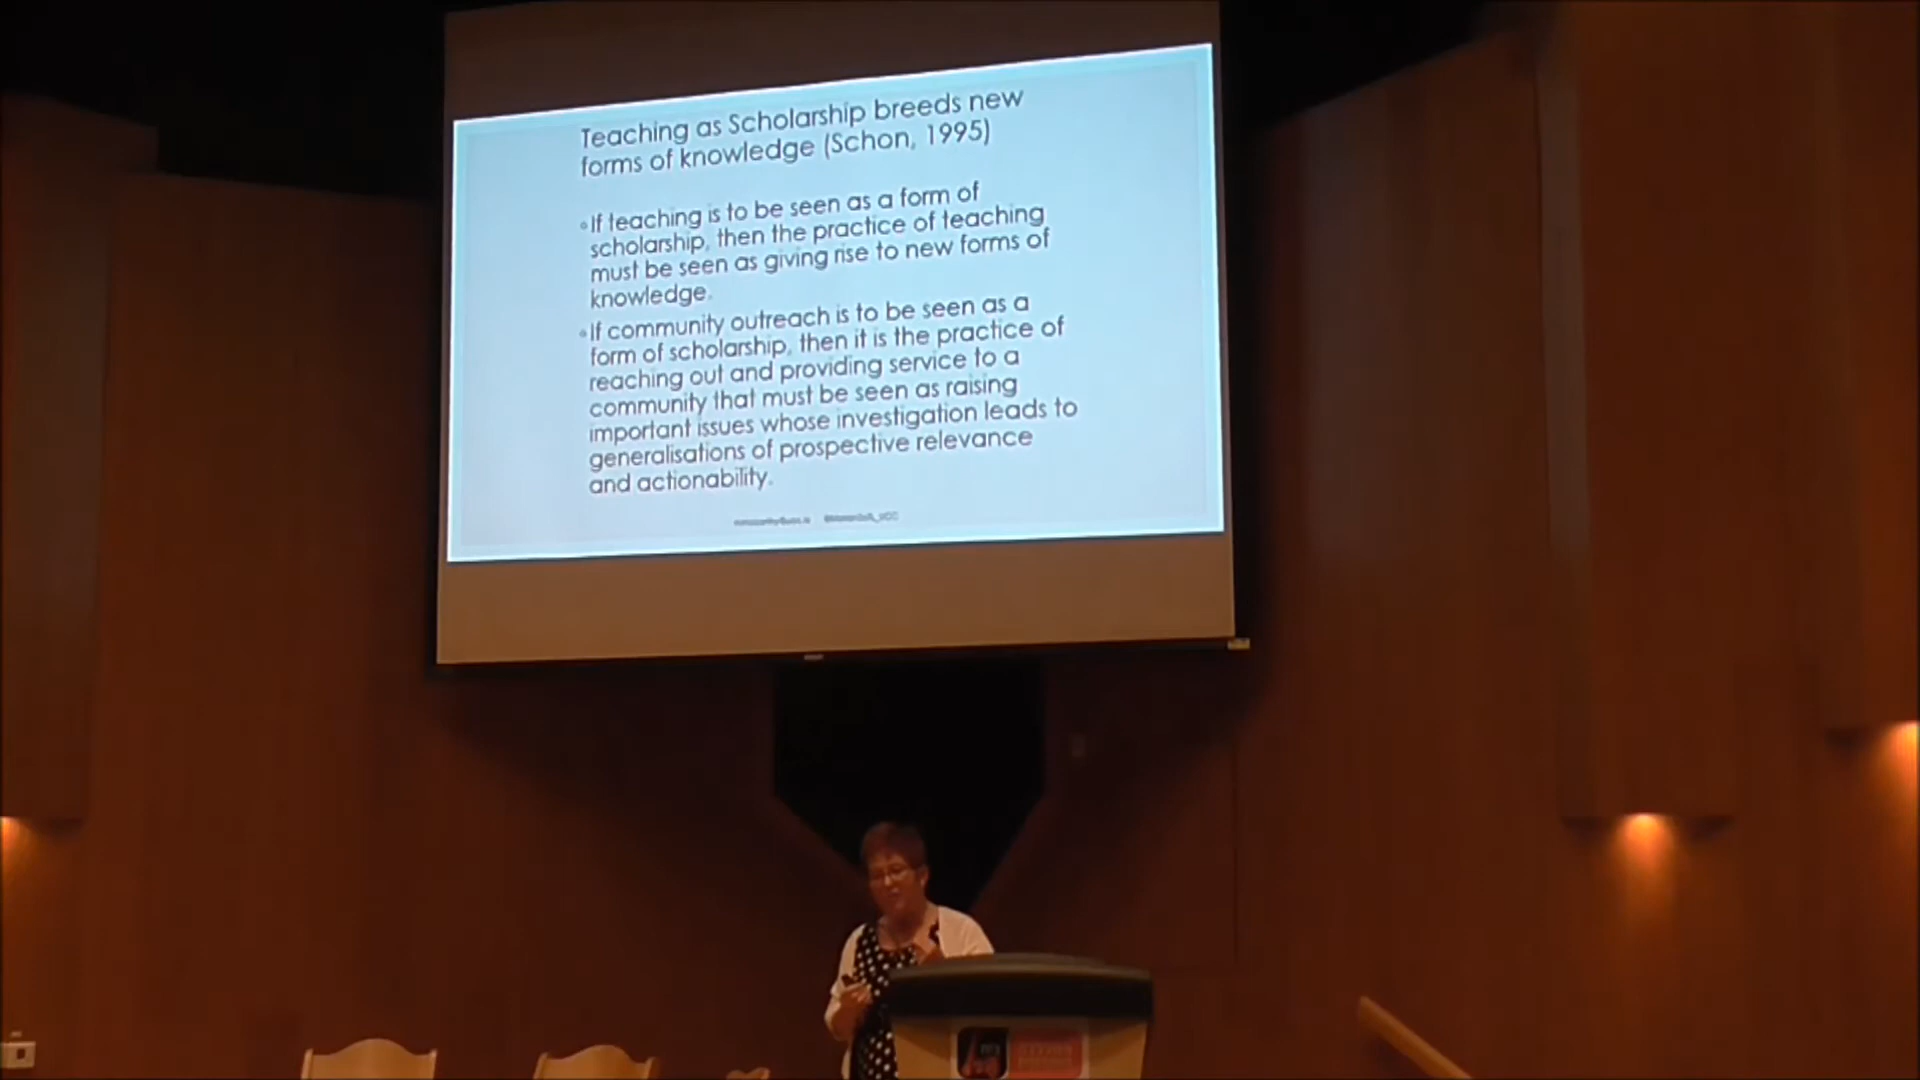 Teaching as Scholarship breeds new
forms of knowledge (Schon, 1995)
If teaching is to be seen as a form of
scholarship, then the practice of teaching
must be seen as giving rise to new forms of
knowledge.
If community outreach is to be seen as a
form of scholarship, then it is the practice of
reaching out and providing service to a
community that must be seen as raising
important issues whose investigation leads to
generalisations of prospective relevance
and actionability.